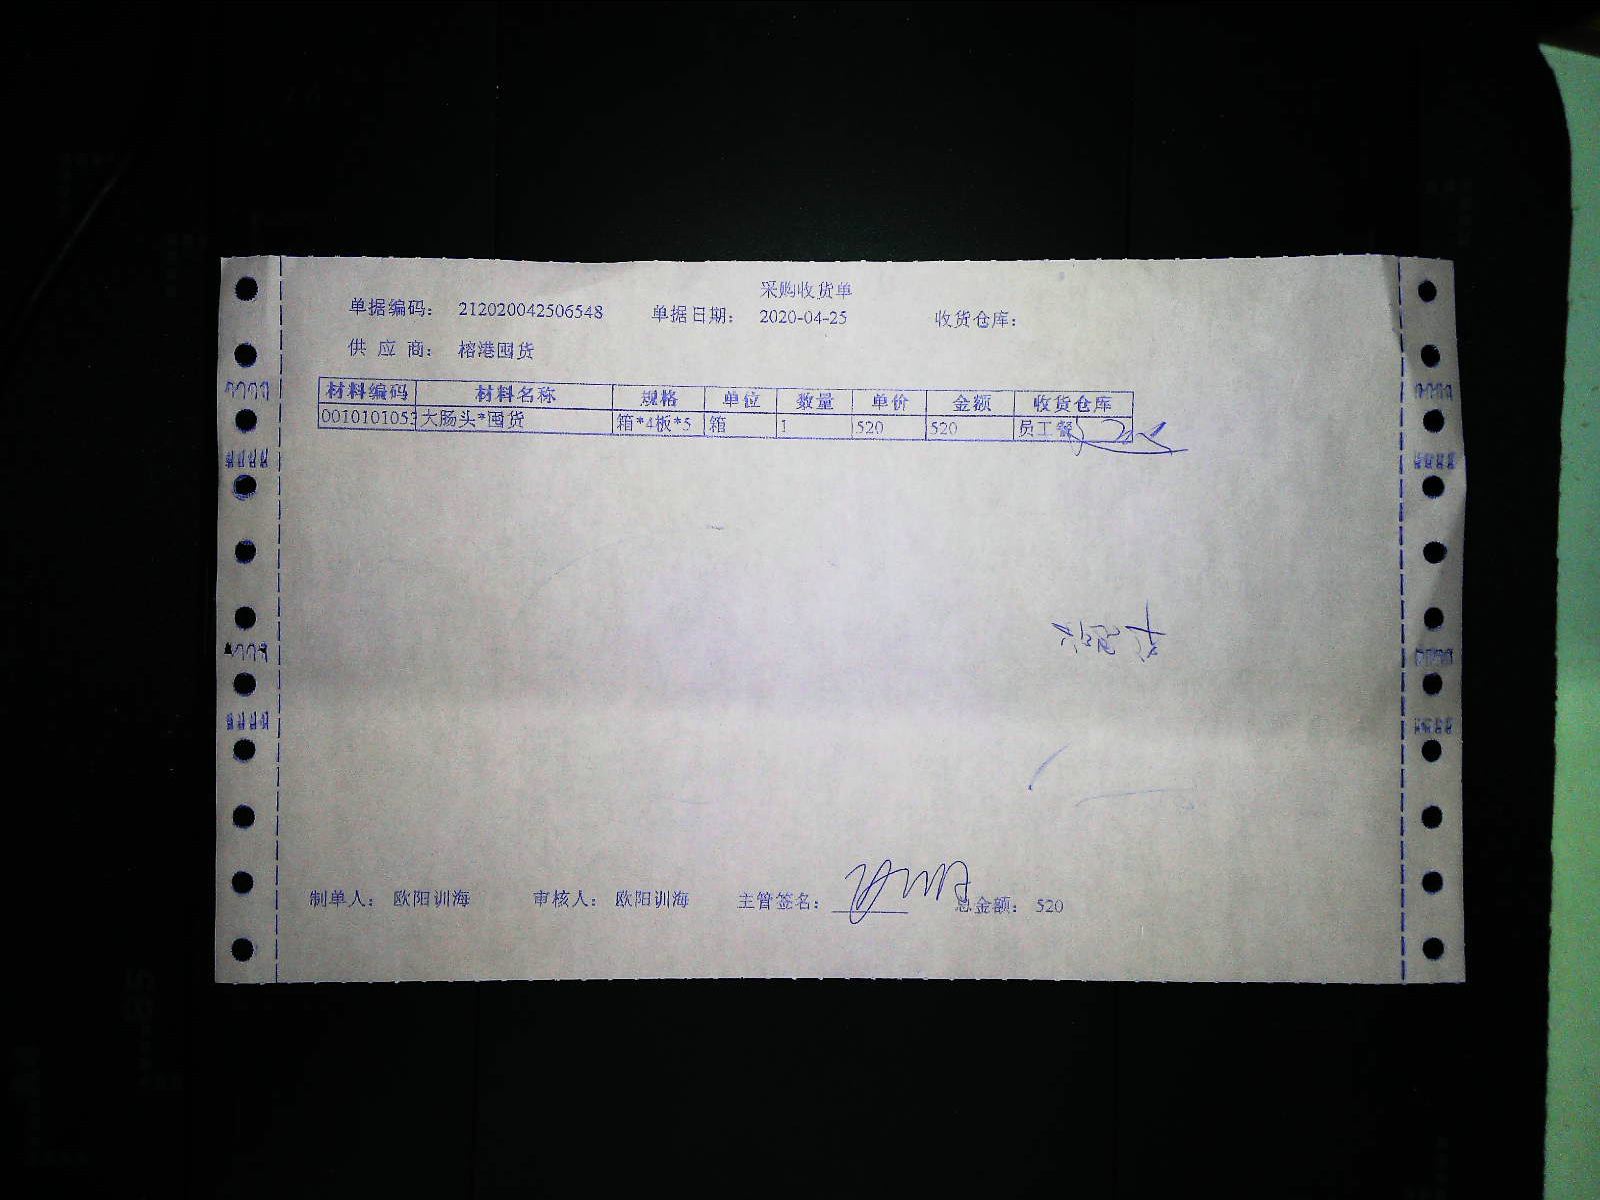 采购收货单
单据编码: 212020042506548 单据日期: 2020-04-25 收货仓库:
供 应 商: 榕港囤货
材料编码 材料名称 规格 单位 数量 单价 金额 收货仓库
0010101053 大肠头*囤货 箱*4板*5 箱 1 520 520 员工餐
制单人: 欧阳训海 审核人: 欧阳训海 主管签名: 总金额: 520